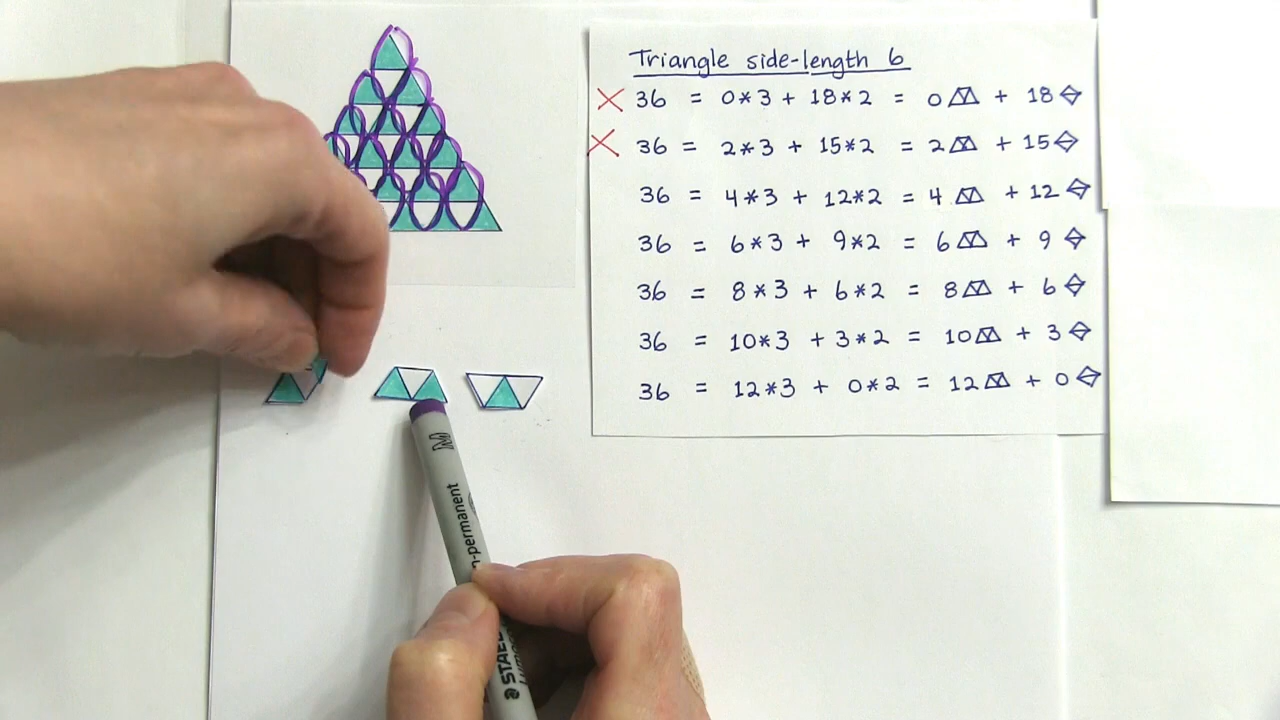 Triangle side-length 6
36 = 0*3 + 18*2 = 0 + 18
36 = 2*3 + 15*2 = 2 + 15
36 = 4*3 + 12*2 = 4 + 12
36 = 6*3 + 9*2 = 6 + 9
36 = 8*3 + 6*2 = 8 + 6
36 = 10*3 + 3*2 = 10 + 3
36 = 12*3 + 0*2 = 12 + 0
M
n-permanent